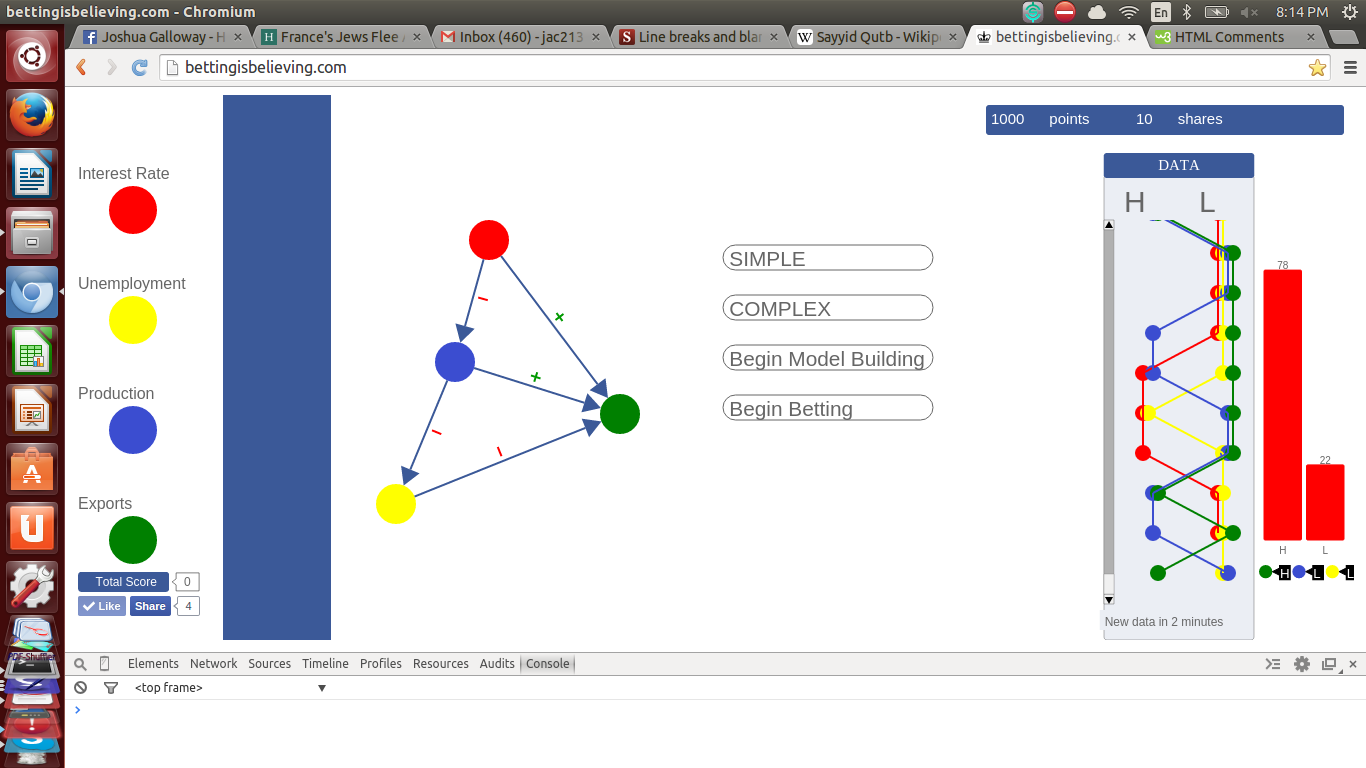 bettingisbelieving.com - Chromium
En
8:14 PM
Joshua Galloway - H
France's Jews Flee A
Inbox (460) - jac213
Line breaks and blan
Sayyid Qutb - Wikipe
bettingisbelieving.c
HTML Comments
bettingisbelieving.com
1000 points 10 shares
DATA
H L
Interest Rate
Unemployment
Production
Exports
Total Score 0
Like Share 4
−
+
+
−
−
SIMPLE
COMPLEX
Begin Model Building
Begin Betting
78
22
H L
H L L
New data in 2 minutes
Elements Network Sources Timeline Profiles Resources Audits Console
<top frame>